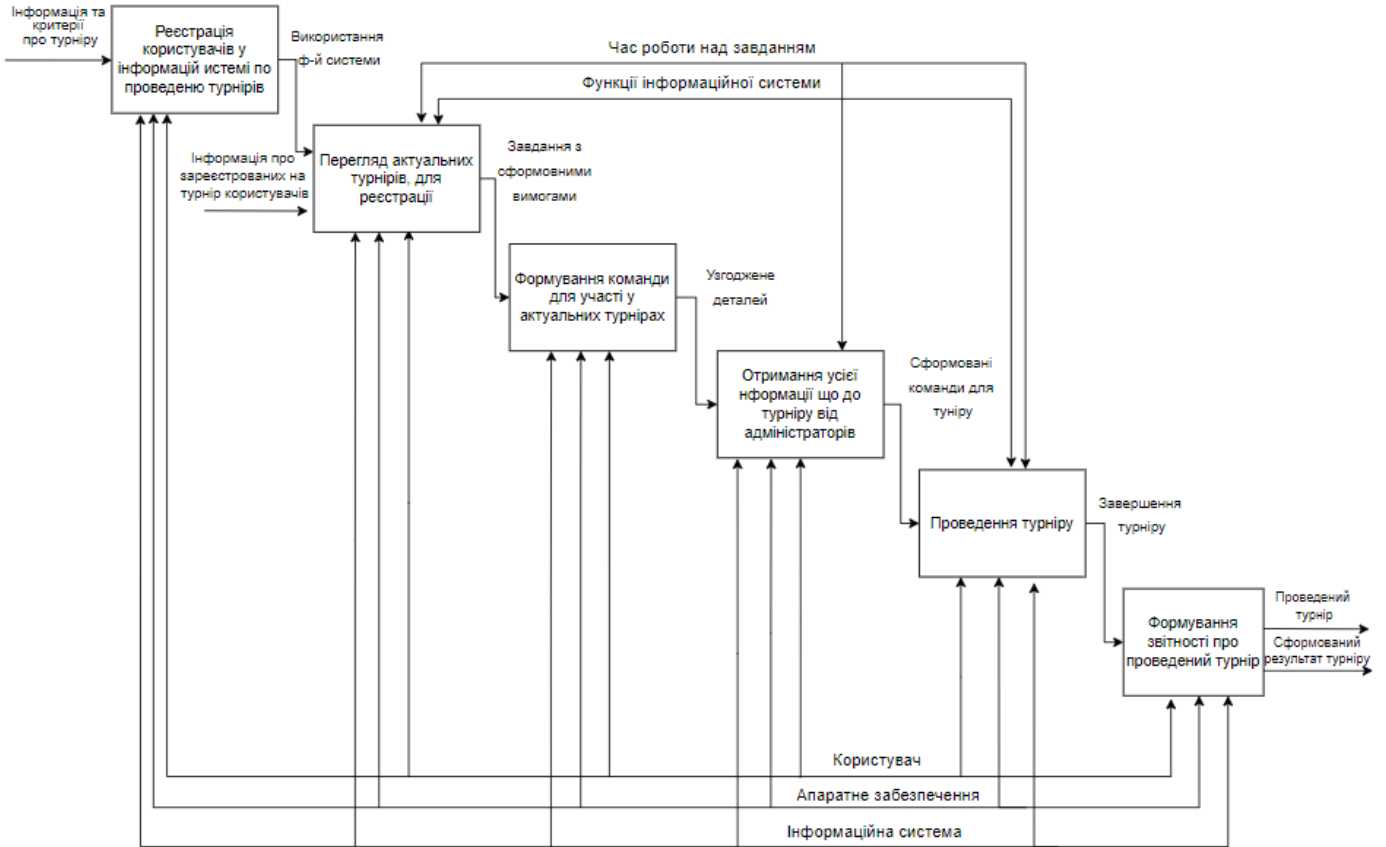 Інформація та
критерії
про турніру
Реєстрація
користувачів у
інформацій истемі по
проведеню турнірів
Використання
ф-й системи
Час роботи над завданням
Функції інформаційної системи
Інформація про
зареєстрованих на
турнір користувачів
Перегляд актуальних
турнірів, для
реєстрації
Завдання з
сформовними
вимогами
Формування команди
для участі у
актуальних турнірах
Узгоджене
деталей
Отримання усієї
нформації що до
турніру від
адміністраторів
Сформовані
команди для
туніру
Проведення турніру
Завершення
турніру
Формування
звітності про
проведений турнір
Проведений
турнір
Сформований
результат турніру
Користувач
Апаратне забезпечення
Інформаційна система